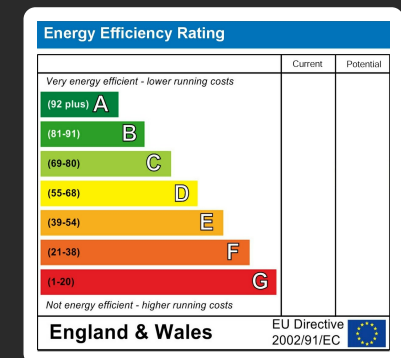 Energy Efficiency Rating
Current Potential
Very energy efficient - lower running costs
(92 plus) A
(81-91) B
(69-80) C
(55-68) D
(39-54) E
(21-38) F
(1-20) G
Not energy efficient - higher running costs
England & Wales
EU Directive
2002/91/EC